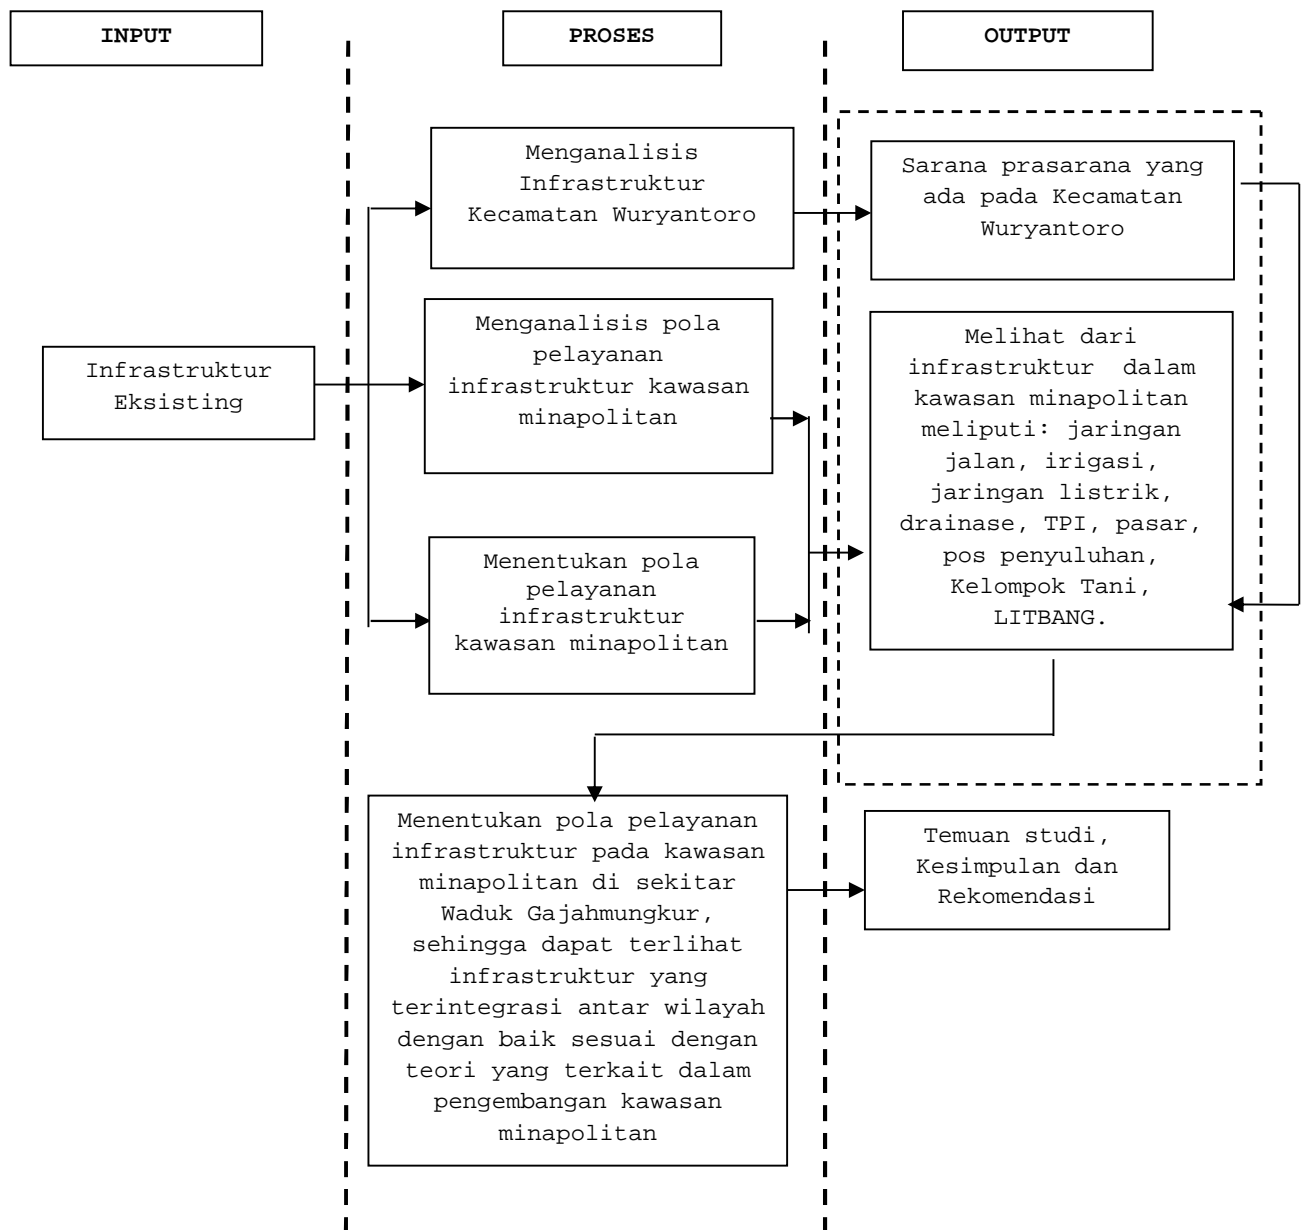 INPUT
PROSES
OUTPUT
Menganalisis
Infrastruktur
Kecamatan Wuryantoro
Sarana prasarana yang
ada pada Kecamatan
Wuryantoro
Infrastruktur
Eksisting
Menganalisis pola
pelayanan
infrastruktur kawasan
minapolitan
Melihat dari
infrastruktur dalam
kawasan minapolitan
meliputi: jaringan
jalan, irigasi,
jaringan listrik,
drainase, TPI, pasar,
pos penyuluhan,
Kelompok Tani,
LITBANG.
Menentukan pola
pelayanan
infrastruktur
kawasan minapolitan
Menentukan pola pelayanan
infrastruktur pada kawasan
minapolitan di sekitar
Waduk Gajahmungkur,
sehingga dapat terlihat
infrastruktur yang
terintegrasi antar wilayah
dengan baik sesuai dengan
teori yang terkait dalam
pengembangan kawasan
minapolitan
Temuan studi,
Kesimpulan dan
Rekomendasi